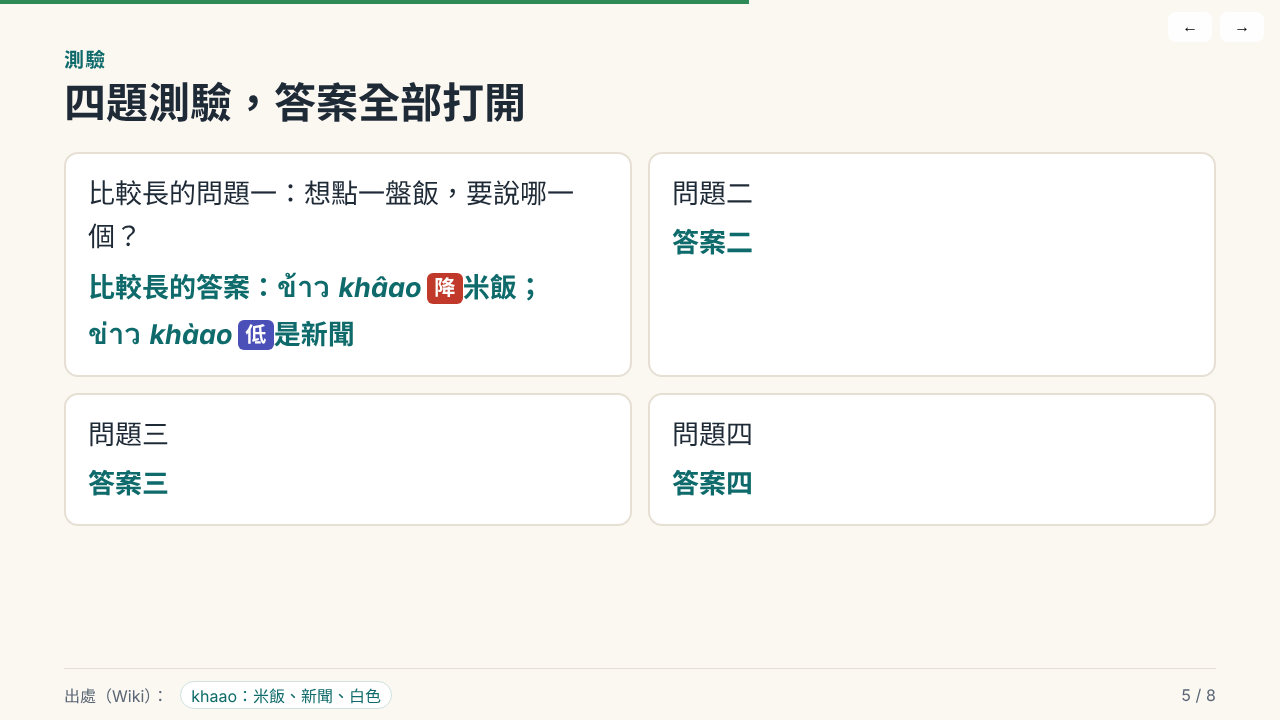 ← →
測驗
四題測驗，答案全部打開
比較長的問題一：想點一盤飯，要說哪一
個？
比較長的答案：ข้าว khâao 降米飯；
ข่าว khàao 低是新聞
問題二
答案二
問題三
答案三
問題四
答案四
出處（Wiki）： khaao：米飯、新聞、白色
5 / 8